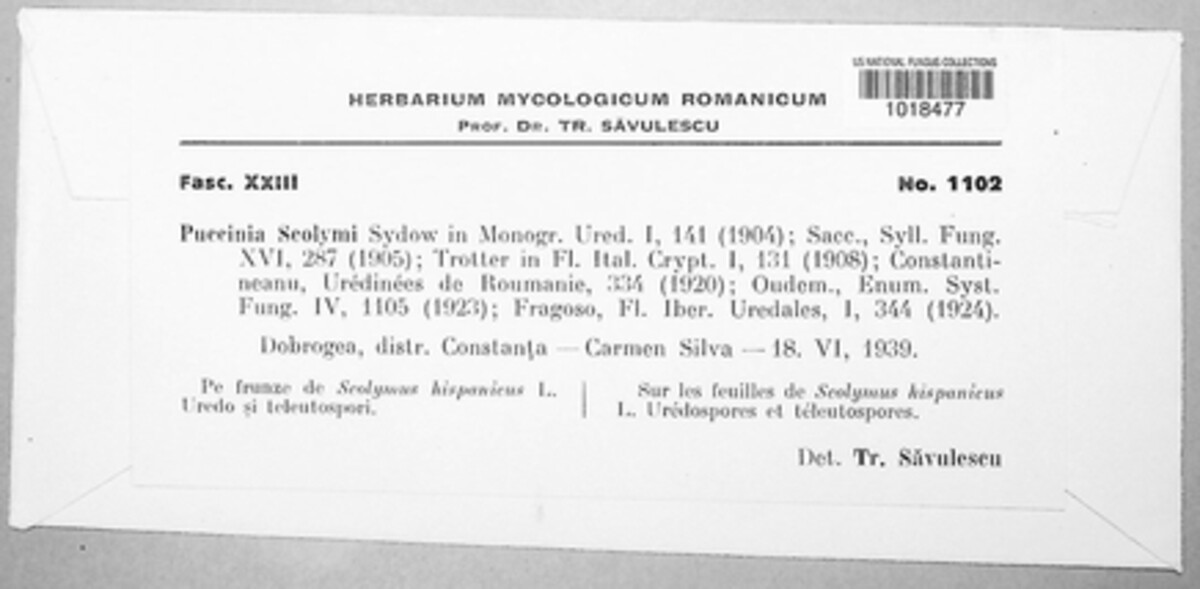 US NATIONAL FUNGUS COLLECTIONS
1018477
HERBARIUM MYCOLOGICUM ROMANICUM
PROF. DR. TR. SĂVULESCU
Fasc. XXIII
No. 1102
Puccinia Scolymi Sydow in Monogr. Ured. I, 141 (1904); Sacc., Syll. Fung.
XVI, 287 (1905); Trotter in Fl. Ital. Crypt. I, 131 (1908); Constanti-
neanu, Urédinées de Roumanie, 334 (1920); Oudem., Enum. Syst.
Fung. IV, 1105 (1923); Fragoso, Fl. Iber. Uredales, I, 344 (1924).
Dobrogea, distr. Constanța — Carmen Silva — 18. VI, 1939.
Pe frunze de Scolymus hispanicus L.
Uredo și teleutospori.
Sur les feuilles de Scolymus hispanicus
L. Urédospores et téleutospores.
Det. Tr. Săvulescu